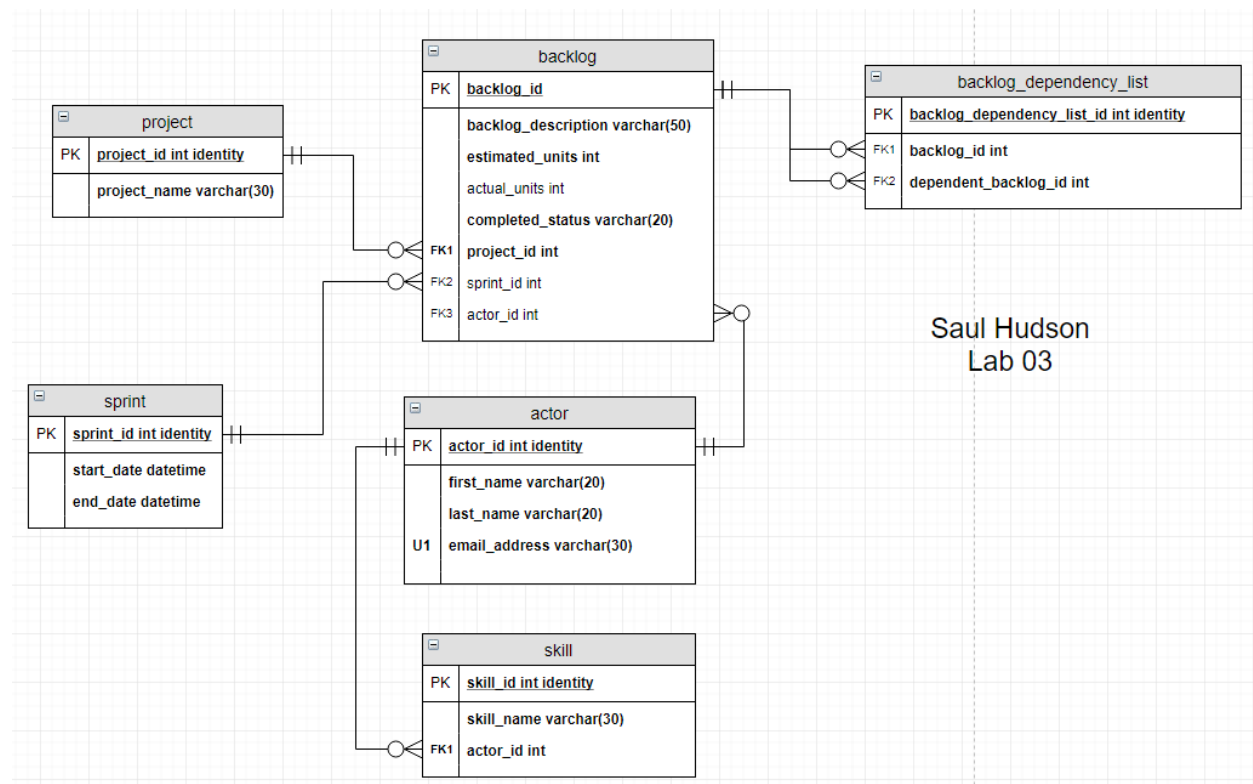 backlog
PK backlog_id
backlog_description varchar(50)
estimated_units int
actual_units int
completed_status varchar(20)
FK1 project_id int
FK2 sprint_id int
FK3 actor_id int
backlog_dependency_list
PK backlog_dependency_list_id int identity
FK1 backlog_id int
FK2 dependent_backlog_id int
project
PK project_id int identity
project_name varchar(30)
Saul Hudson
Lab 03
sprint
PK sprint_id int identity
start_date datetime
end_date datetime
actor
PK actor_id int identity
first_name varchar(20)
last_name varchar(20)
U1 email_address varchar(30)
skill
PK skill_id int identity
skill_name varchar(30)
FK1 actor_id int